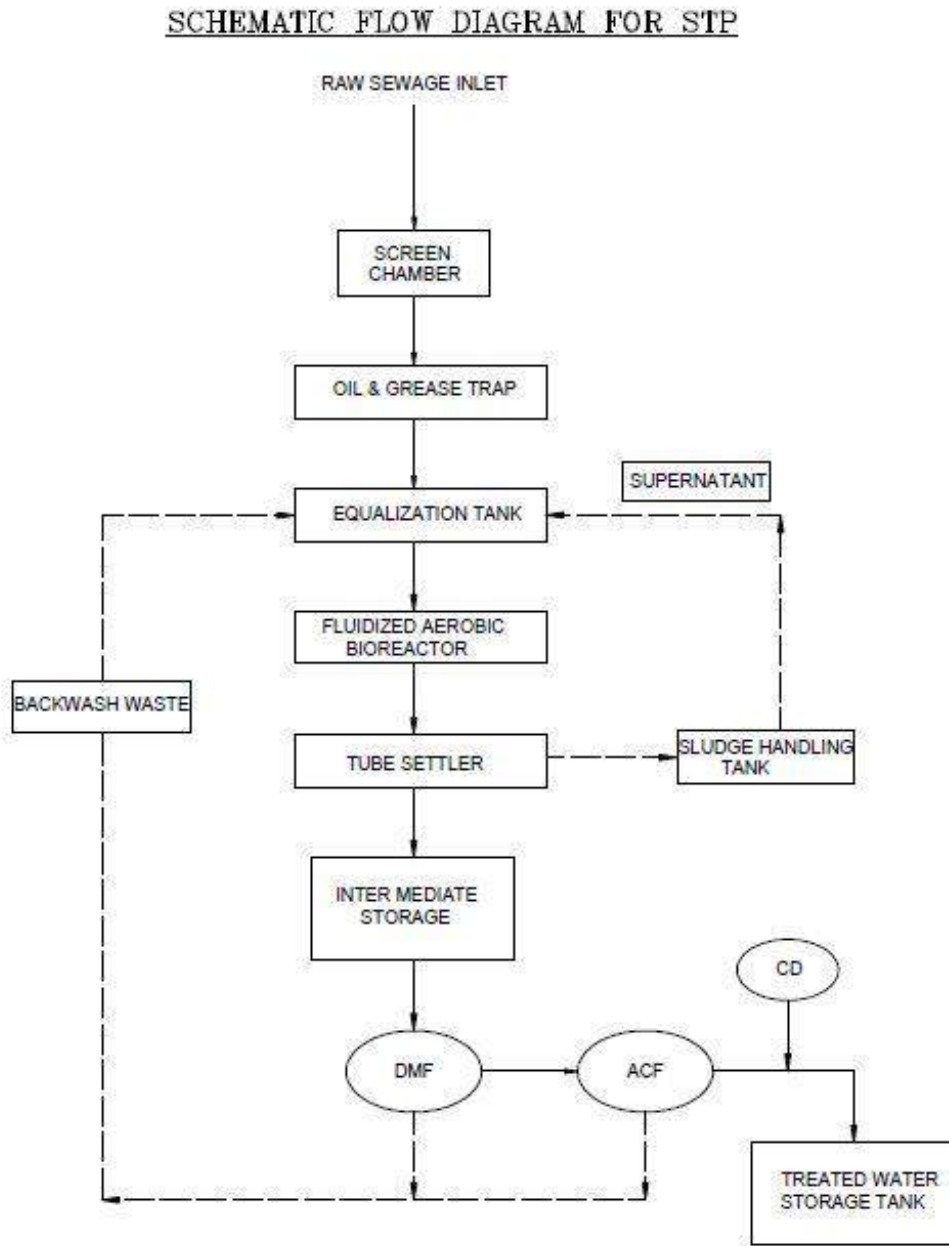 SCHEMATIC FLOW DIAGRAM FOR STP
RAW SEWAGE INLET
SCREEN
CHAMBER
OIL & GREASE TRAP
SUPERNATANT
EQUALIZATION TANK
FLUIDIZED AEROBIC
BIOREACTOR
BACKWASH WASTE
TUBE SETTLER
SLUDGE HANDLING
TANK
INTER MEDIATE
STORAGE
CD
DMF
ACF
TREATED WATER
STORAGE TANK